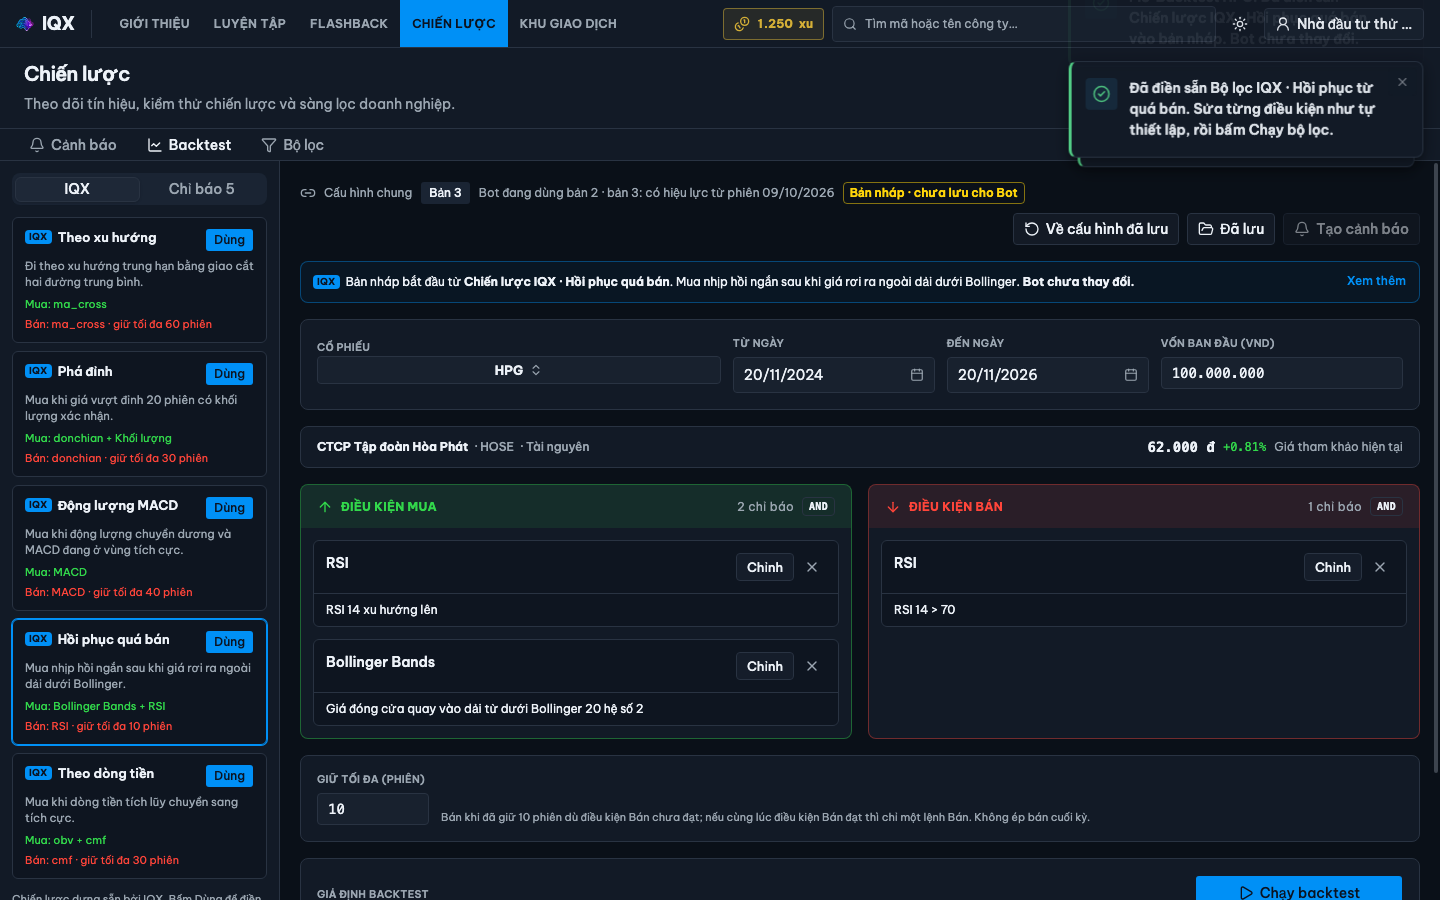 IQX
GIỚI THIỆU
LUYỆN TẬP
FLASHBACK
CHIẾN LƯỢC
KHU GIAO DỊCH
1.250 xu
Tìm mã hoặc tên công ty...
Nhà đầu tư thử ...
Chiến lược
Theo dõi tín hiệu, kiểm thử chiến lược và sàng lọc doanh nghiệp.
Đã điền sẵn Bộ lọc IQX · Hồi phục từ
quá bán. Sửa từng điều kiện như tự
thiết lập, rồi bấm Chạy bộ lọc.
Cảnh báo
Backtest
Bộ lọc
IQX
Chỉ báo 5
IQX Theo xu hướng
Dùng
Đi theo xu hướng trung hạn bằng giao cắt
hai đường trung bình.
Mua: ma_cross
Bán: ma_cross · giữ tối đa 60 phiên
IQX Phá đỉnh
Dùng
Mua khi giá vượt đỉnh 20 phiên có khối
lượng xác nhận.
Mua: donchian + Khối lượng
Bán: donchian · giữ tối đa 30 phiên
IQX Động lượng MACD
Dùng
Mua khi động lượng chuyển dương và
MACD đang ở vùng tích cực.
Mua: MACD
Bán: MACD · giữ tối đa 40 phiên
IQX Hồi phục quá bán
Dùng
Mua nhịp hồi ngắn sau khi giá rơi ra ngoài
dải dưới Bollinger.
Mua: Bollinger Bands + RSI
Bán: RSI · giữ tối đa 10 phiên
IQX Theo dòng tiền
Dùng
Mua khi dòng tiền tích lũy chuyển sang
tích cực.
Mua: obv + cmf
Bán: cmf · giữ tối đa 30 phiên
Chiến lược dựng sẵn bởi IQX. Bấm Dùng để điền
Cấu hình chung
Bản 3
Bot đang dùng bản 2 · bản 3: có hiệu lực từ phiên 09/10/2026
Bản nháp · chưa lưu cho Bot
Về cấu hình đã lưu
Đã lưu
Tạo cảnh báo
IQX Bản nháp bắt đầu từ Chiến lược IQX · Hồi phục quá bán. Mua nhịp hồi ngắn sau khi giá rơi ra ngoài dải dưới Bollinger. Bot chưa thay đổi.
Xem thêm
CỔ PHIẾU
HPG
TỪ NGÀY
20/11/2024
ĐẾN NGÀY
20/11/2026
VỐN BAN ĐẦU (VND)
100.000.000
CTCP Tập đoàn Hòa Phát · HOSE · Tài nguyên
62.000 đ +0.81% Giá tham khảo hiện tại
ĐIỀU KIỆN MUA
2 chỉ báo AND
RSI
Chỉnh
RSI 14 xu hướng lên
Bollinger Bands
Chỉnh
Giá đóng cửa quay vào dải từ dưới Bollinger 20 hệ số 2
ĐIỀU KIỆN BÁN
1 chỉ báo AND
RSI
Chỉnh
RSI 14 > 70
GIỮ TỐI ĐA (PHIÊN)
10
Bán khi đã giữ 10 phiên dù điều kiện Bán chưa đạt; nếu cùng lúc điều kiện Bán đạt thì chỉ một lệnh Bán. Không ép bán cuối kỳ.
GIẢ ĐỊNH BACKTEST
Chạy backtest